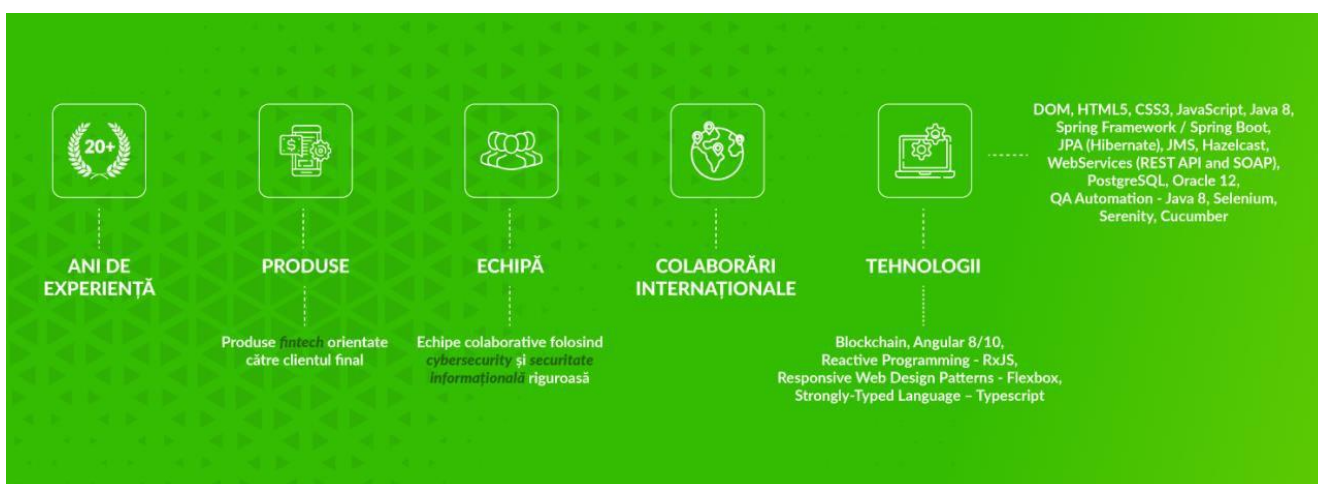 20+
ANI DE
EXPERIENȚĂ
$
PRODUSE
Produse fintech orientate
către clientul final
ECHIPĂ
Echipe colaborative folosind
cybersecurity și securitate
informațională riguroasă
COLABORĂRI
INTERNAȚIONALE
TEHNOLOGII
DOM, HTML5, CSS3, JavaScript, Java 8,
Spring Framework / Spring Boot,
JPA (Hibernate), JMS, Hazelcast,
WebServices (REST API and SOAP),
PostgreSQL, Oracle 12,
QA Automation - Java 8, Selenium,
Serenity, Cucumber
Blockchain, Angular 8/10,
Reactive Programming - RxJS,
Responsive Web Design Patterns - Flexbox,
Strongly-Typed Language – Typescript